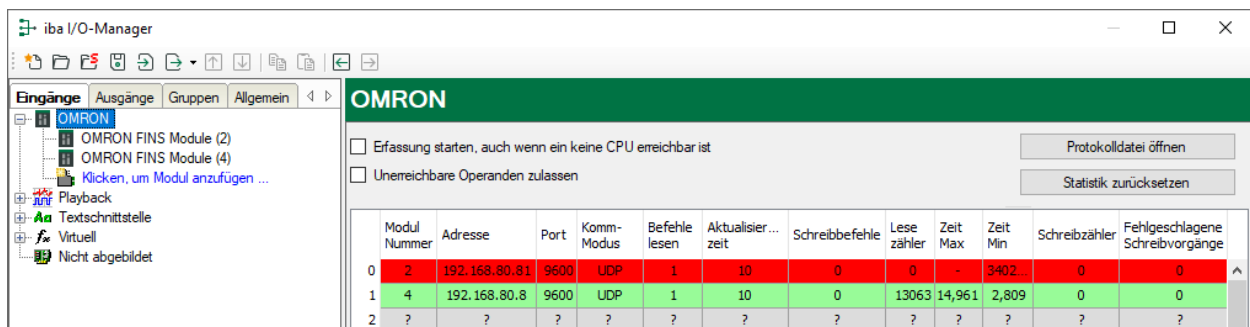 iba I/O-Manager
Eingänge Ausgänge Gruppen Allgemein
OMRON
OMRON FINS Module (2)
OMRON FINS Module (4)
Klicken, um Modul anzufügen ...
Playback
Textschnittstelle
Virtuell
Nicht abgebildet
OMRON
Erfassung starten, auch wenn ein keine CPU erreichbar ist
Protokolldatei öffnen
Unerreichbare Operanden zulassen
Statistik zurücksetzen
Modul Nummer Adresse Port Komm-Modus Befehle lesen Aktualisier... zeit Schreibbefehle Lese zähler Zeit Max Zeit Min Schreibzähler Fehlgeschlagene Schreibvorgänge
0 2 192.168.80.81 9600 UDP 1 10 0 0 - 3402... 0 0
1 4 192.168.80.8 9600 UDP 1 10 0 13063 14,961 2,809 0 0
2 ? ? ? ? ? ? ? ? ? ? ? ?